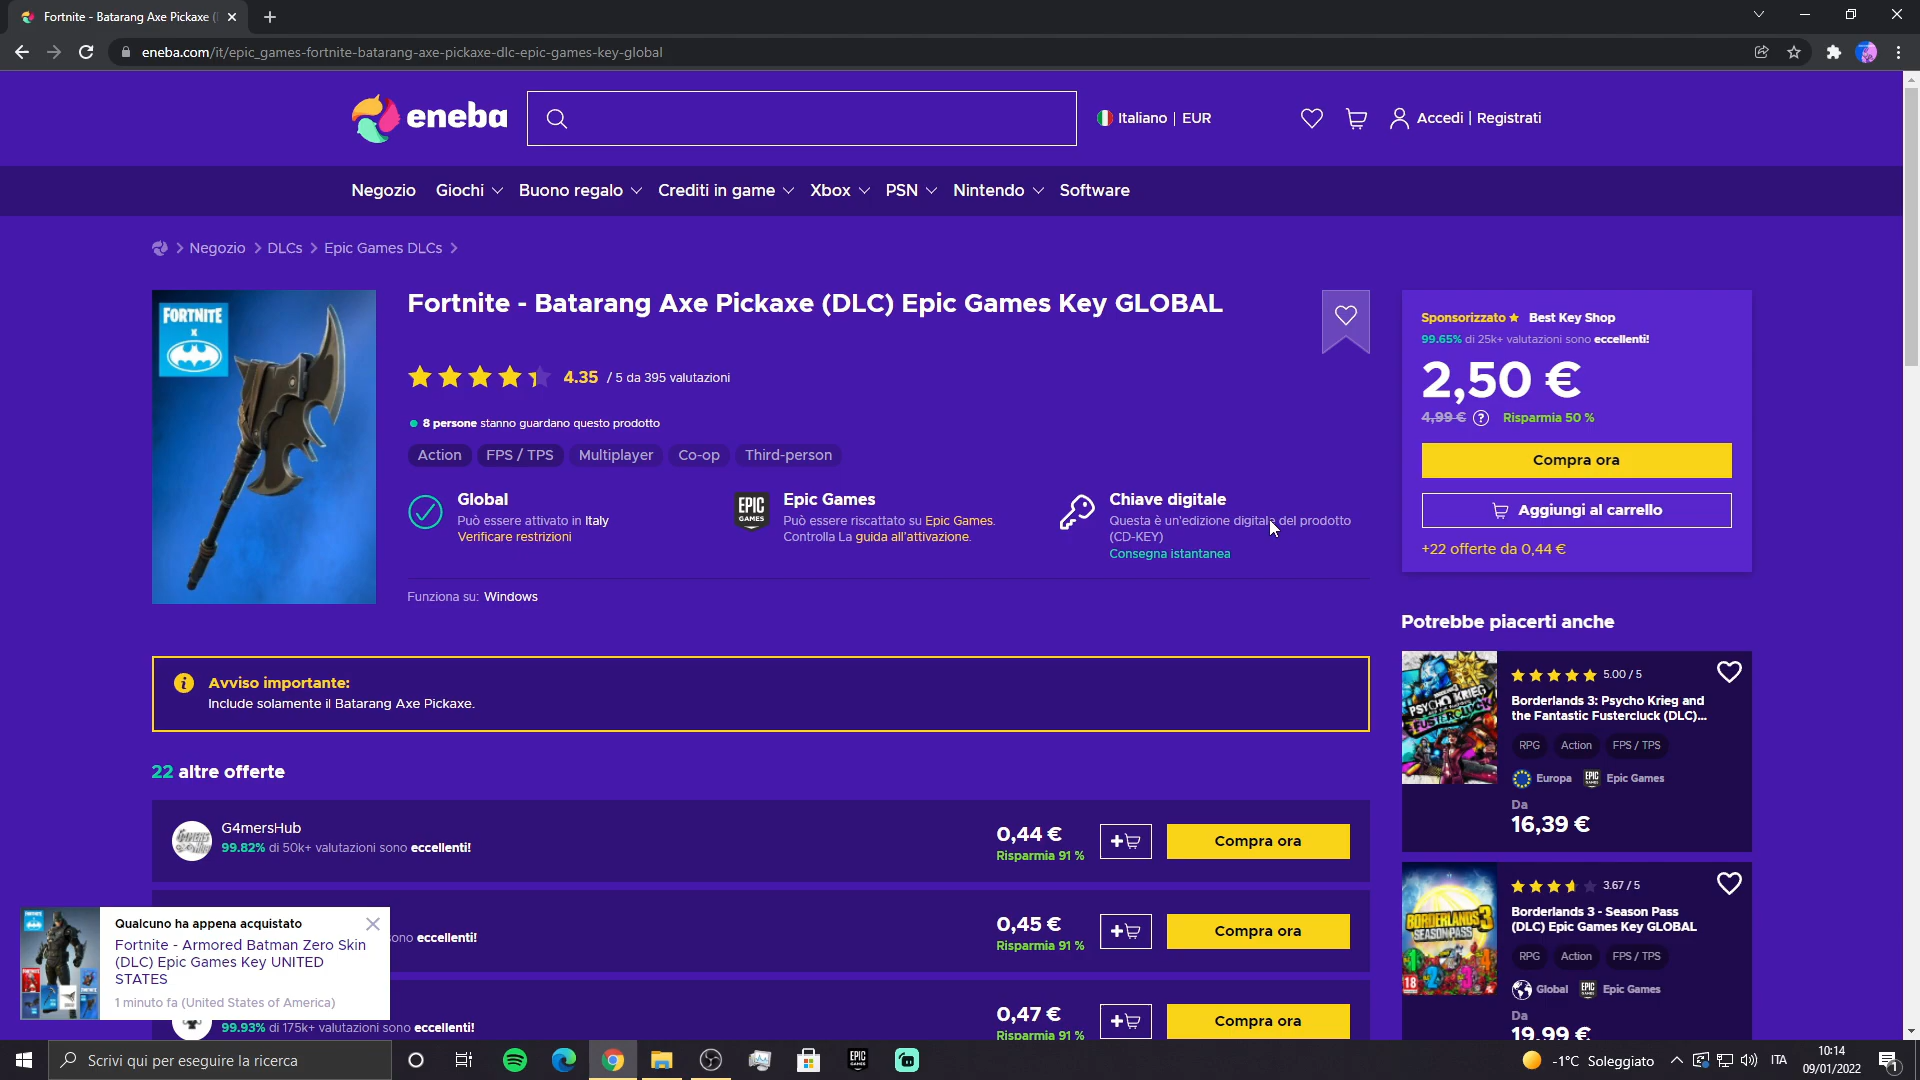 Fortnite - Batarang Axe Pickaxe (
eneba.com/it/epic_games-fortnite-batarang-axe-pickaxe-dlc-epic-games-key-global
eneba
Italiano | EUR
Accedi | Registrati
Negozio Giochi Buono regalo Crediti in game Xbox PSN Nintendo Software
Negozio > DLCs > Epic Games DLCs >
FORTNITE
X
Fortnite - Batarang Axe Pickaxe (DLC) Epic Games Key GLOBAL
4.35 / 5 da 395 valutazioni
8 persone stanno guardando questo prodotto
Action FPS / TPS Multiplayer Co-op Third-person
Global
Può essere attivato in Italy
Verificare restrizioni
EPIC
GAMES
Epic Games
Può essere riscattato su Epic Games.
Controlla La guida all'attivazione.
Chiave digitale
Questa è un'edizione digitale del prodotto
(CD-KEY)
Consegna istantanea
Funziona su: Windows
Sponsorizzato Best Key Shop
99.65% di 25k+ valutazioni sono eccellenti!
2,50 €
4,99 € ? Risparmia 50 %
Compra ora
Aggiungi al carrello
+22 offerte da 0,44 €
Avviso importante:
Include solamente il Batarang Axe Pickaxe.
22 altre offerte
G4mersHub
99.82% di 50k+ valutazioni sono eccellenti!
0,44 €
Risparmia 91 %
Compra ora
ono eccellenti!
0,45 €
Risparmia 91 %
Compra ora
99.93% di 175k+ valutazioni sono eccellenti!
0,47 €
Risparmia 91 %
Compra ora
Qualcuno ha appena acquistato
Fortnite - Armored Batman Zero Skin
(DLC) Epic Games Key UNITED
STATES
1 minuto fa (United States of America)
Potrebbe piacerti anche
PSYCHO KRIEG
FUSTERCLUCK
5.00 / 5
Borderlands 3: Psycho Krieg and
the Fantastic Fustercluck (DLC)...
RPG Action FPS / TPS
Europa Epic Games
Da
16,39 €
BORDERLANDS 3
SEASON PASS
18
3.67 / 5
Borderlands 3 - Season Pass
(DLC) Epic Games Key GLOBAL
RPG Action FPS / TPS
Global Epic Games
Da
19,99 €
Scrivi qui per eseguire la ricerca
-1°C Soleggiato
ITA
10:14
09/01/2022
1